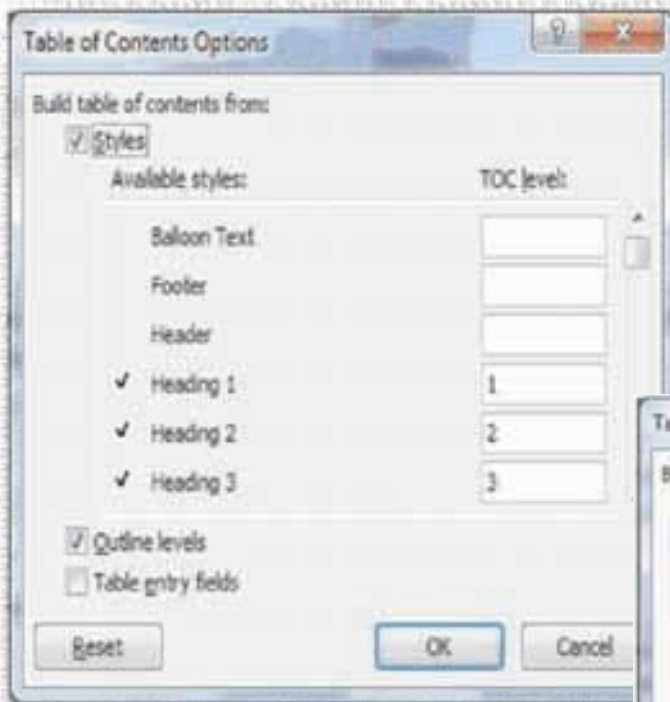 Table of Contents Options
Build table of contents from:
Styles
Available styles: TOC level:
Balloon Text
Footer
Header
Heading 1 1
Heading 2 2
Heading 3 3
Outline levels
Table entry fields
Reset OK Cancel